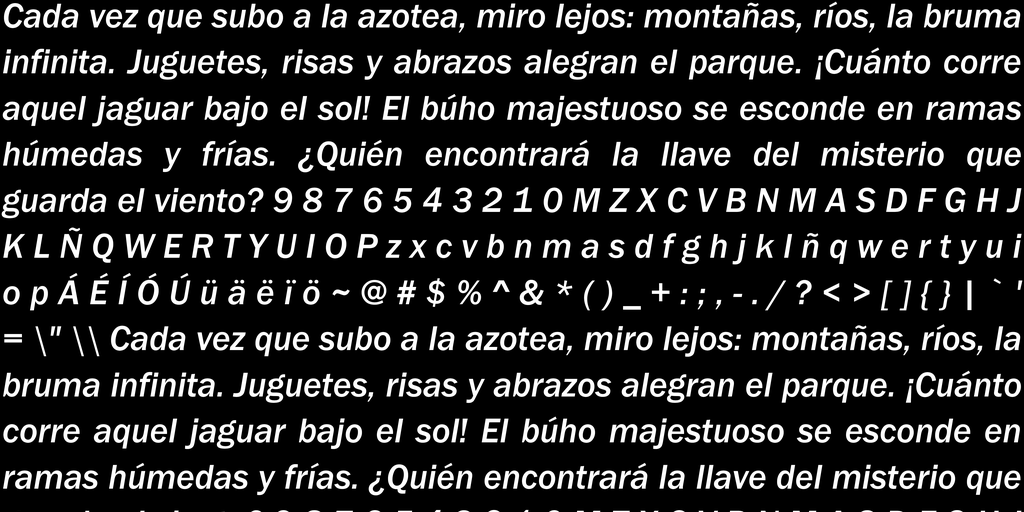 Cada vez que subo a la azotea, miro lejos: montañas, ríos, la bruma
infinita. Juguetes, risas y abrazos alegran el parque. ¡Cuánto corre
aquel jaguar bajo el sol! El búho majestuoso se esconde en ramas
húmedas y frías. ¿Quién encontrará la llave del misterio que
guarda el viento? 9 8 7 6 5 4 3 2 1 0 M Z X C V B N M A S D F G H J
K L Ñ Q W E R T Y U I O P z x c v b n m a s d f g h j k l ñ q w e r t y u i
o p Á É Í Ó Ú ü ä ë ï ö ~ @ # $ % ^ & * ( ) _ + : ; , - . / ? < > [ ] { } | ` '
= \" \\ Cada vez que subo a la azotea, miro lejos: montañas, ríos, la
bruma infinita. Juguetes, risas y abrazos alegran el parque. ¡Cuánto
corre aquel jaguar bajo el sol! El búho majestuoso se esconde en
ramas húmedas y frías. ¿Quién encontrará la llave del misterio que